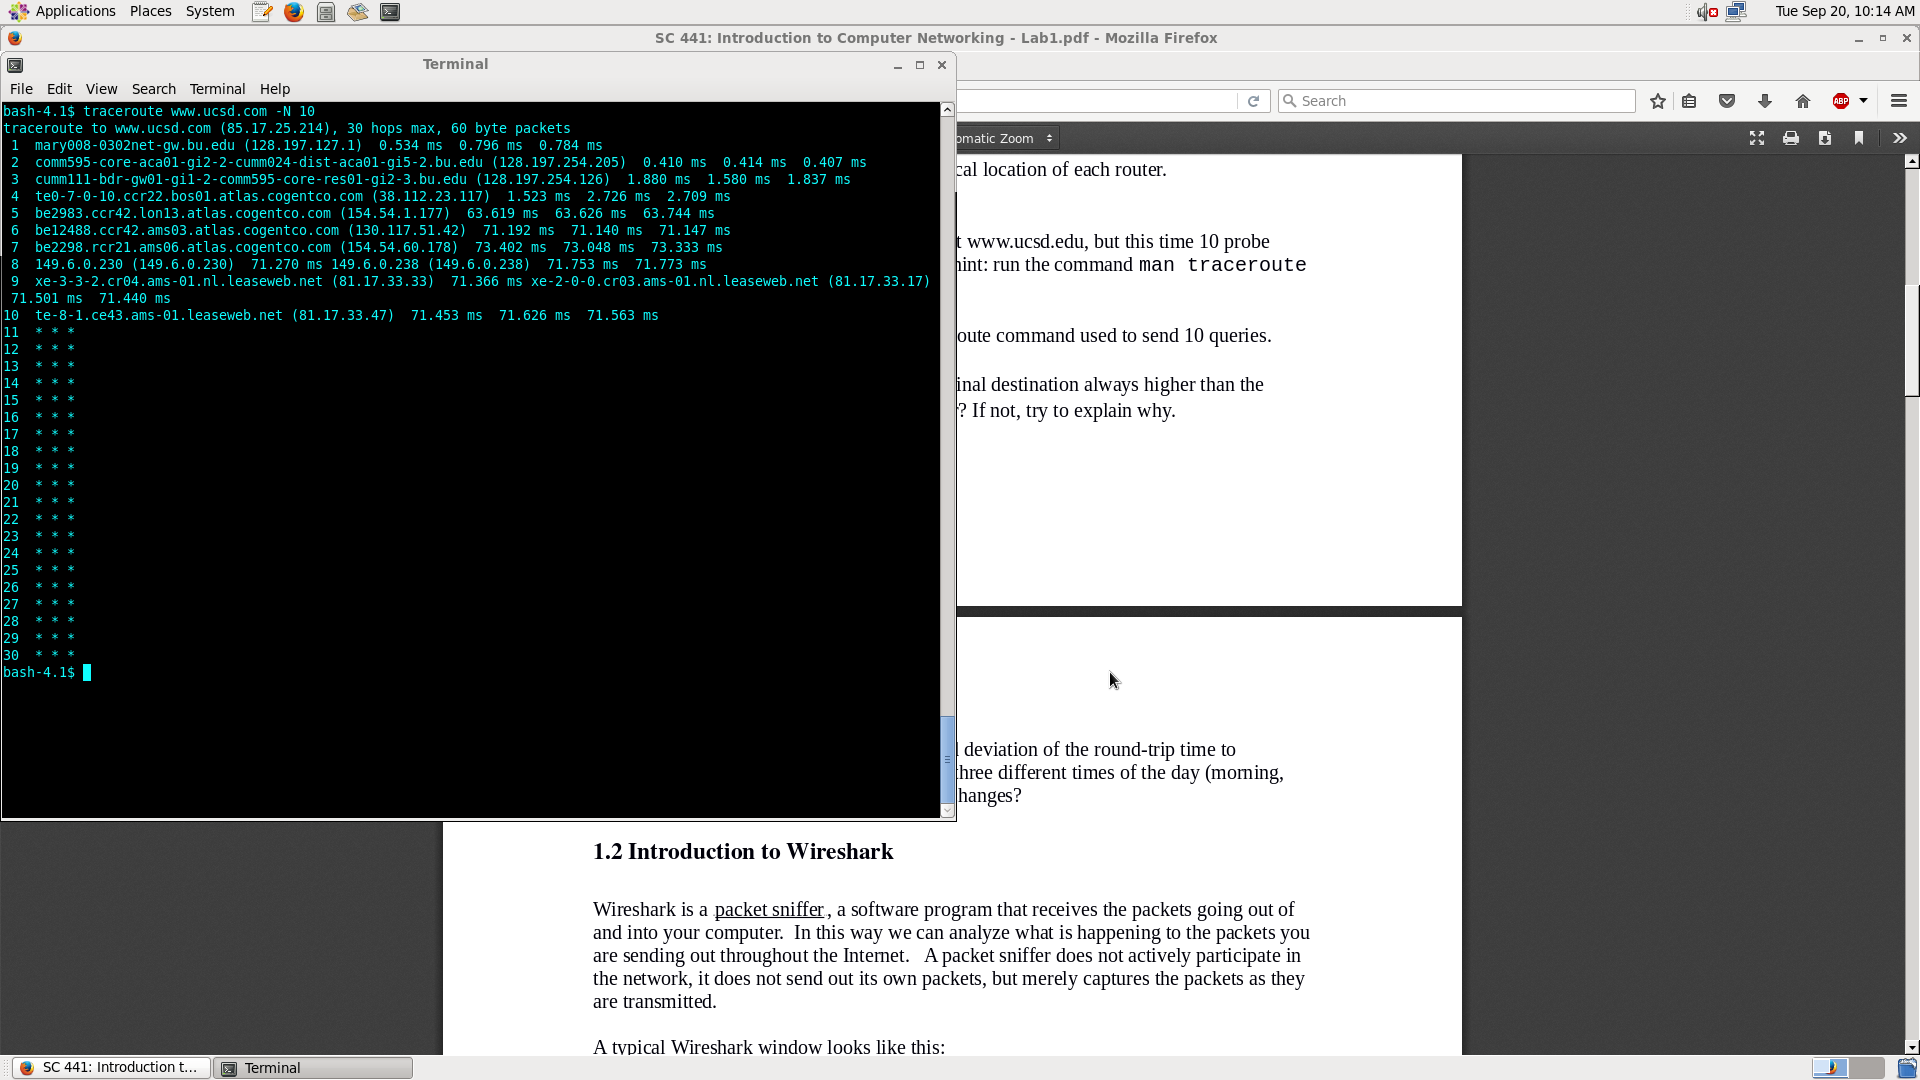 Applications Places System Tue Sep 20, 10:14 AM
SC 441: Introduction to Computer Networking - Lab1.pdf - Mozilla Firefox
Terminal
File Edit View Search Terminal Help
bash-4.1$ traceroute www.ucsd.com -N 10
traceroute to www.ucsd.com (85.17.25.214), 30 hops max, 60 byte packets
1 mary008-0302net-gw.bu.edu (128.197.127.1) 0.534 ms 0.796 ms 0.784 ms
2 comm595-core-aca01-gi2-2-cumm024-dist-aca01-gi5-2.bu.edu (128.197.254.205) 0.410 ms 0.414 ms 0.407 ms
3 cumm111-bdr-gw01-gi1-2-comm595-core-res01-gi2-3.bu.edu (128.197.254.126) 1.880 ms 1.580 ms 1.837 ms
4 te0-7-0-10.ccr22.bos01.atlas.cogentco.com (38.112.23.117) 1.523 ms 2.726 ms 2.709 ms
5 be2983.ccr42.lon13.atlas.cogentco.com (154.54.1.177) 63.619 ms 63.626 ms 63.744 ms
6 be12488.ccr42.ams03.atlas.cogentco.com (130.117.51.42) 71.192 ms 71.140 ms 71.147 ms
7 be2298.rcr21.ams06.atlas.cogentco.com (154.54.60.178) 73.402 ms 73.048 ms 73.333 ms
8 149.6.0.230 (149.6.0.230) 71.270 ms 149.6.0.238 (149.6.0.238) 71.753 ms 71.773 ms
9 xe-3-3-2.cr04.ams-01.nl.leaseweb.net (81.17.33.33) 71.366 ms xe-2-0-0.cr03.ams-01.nl.leaseweb.net (81.17.33.17)
71.501 ms 71.440 ms
10 te-8-1.ce43.ams-01.leaseweb.net (81.17.33.47) 71.453 ms 71.626 ms 71.563 ms
11 * * *
12 * * *
13 * * *
14 * * *
15 * * *
16 * * *
17 * * *
18 * * *
19 * * *
20 * * *
21 * * *
22 * * *
23 * * *
24 * * *
25 * * *
26 * * *
27 * * *
28 * * *
29 * * *
30 * * *
bash-4.1$
Search
ABP
omatic Zoom
cal location of each router.
t www.ucsd.edu, but this time 10 probe
hint: run the command man traceroute
oute command used to send 10 queries.
inal destination always higher than the
? If not, try to explain why.
deviation of the round-trip time to
three different times of the day (morning,
hanges?
1.2 Introduction to Wireshark
Wireshark is a packet sniffer, a software program that receives the packets going out of
and into your computer. In this way we can analyze what is happening to the packets you
are sending out throughout the Internet. A packet sniffer does not actively participate in
the network, it does not send out its own packets, but merely captures the packets as they
are transmitted.
A typical Wireshark window looks like this:
SC 441: Introduction t... Terminal